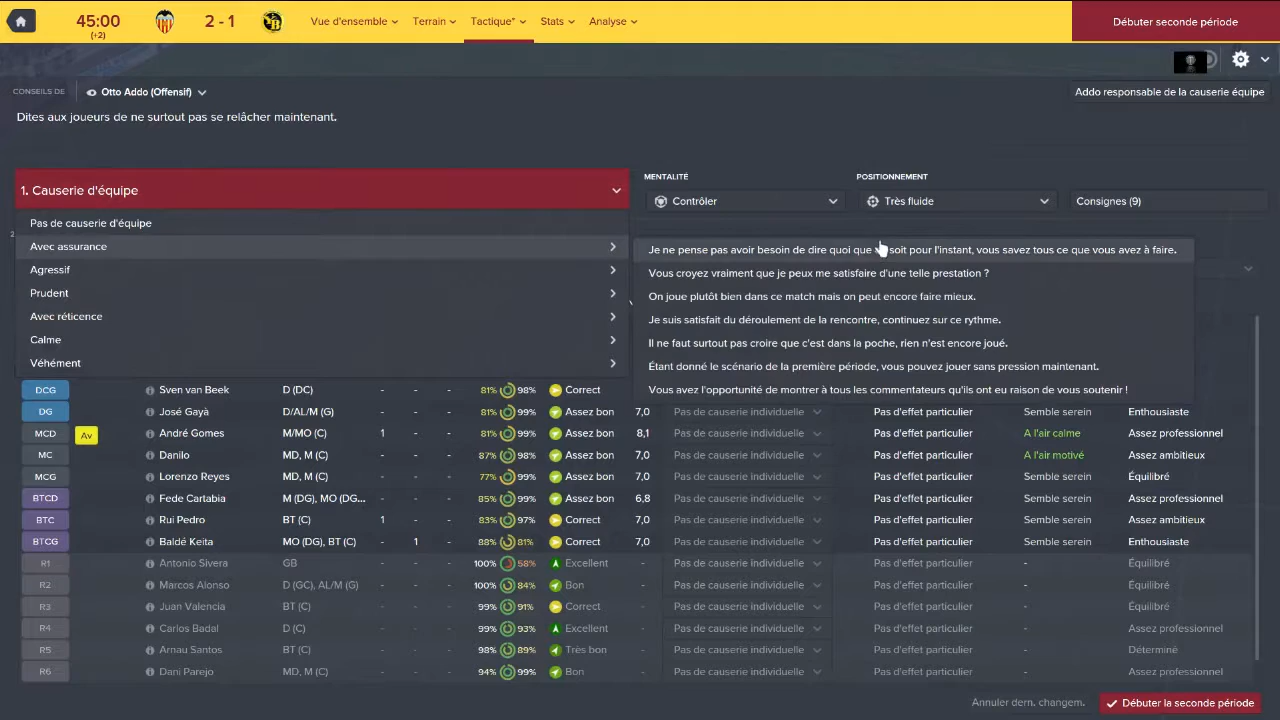 45:00
(+2)
2 - 1
Vue d'ensemble
Terrain
Tactique*
Stats
Analyse
Débuter seconde période
CONSEILS DE
Otto Addo (Offensif)
Addo responsable de la causerie équipe
Dites aux joueurs de ne surtout pas se relâcher maintenant.
1. Causerie d'équipe
MENTALITÉ
Contrôler
POSITIONNEMENT
Très fluide
Consignes (9)
Pas de causerie d'équipe
Avec assurance
Agressif
Prudent
Avec réticence
Calme
Véhément
Je ne pense pas avoir besoin de dire quoi que soit pour l'instant, vous savez tous ce que vous avez à faire.
Vous croyez vraiment que je peux me satisfaire d'une telle prestation ?
On joue plutôt bien dans ce match mais on peut encore faire mieux.
Je suis satisfait du déroulement de la rencontre, continuez sur ce rythme.
Il ne faut surtout pas croire que c'est dans la poche, rien n'est encore joué.
Étant donné le scénario de la première période, vous pouvez jouer sans pression maintenant.
Vous avez l'opportunité de montrer à tous les commentateurs qu'ils ont eu raison de vous soutenir !
DCG Sven van Beek D (DC) - - - 81% 98% Correct
DG José Gayà D/AL/M (G) - - - 81% 99% Assez bon 7,0 Pas de causerie individuelle Pas d'effet particulier Semble serein Enthousiaste
MCD Av André Gomes M/MO (C) 1 - - 81% 99% Assez bon 8,1 Pas de causerie individuelle Pas d'effet particulier A l'air calme Assez professionnel
MC Danilo MD, M (C) - - - 87% 98% Assez bon 7,0 Pas de causerie individuelle Pas d'effet particulier A l'air motivé Assez ambitieux
MCG Lorenzo Reyes MD, M (C) - - - 77% 99% Assez bon 7,0 Pas de causerie individuelle Pas d'effet particulier Semble serein Équilibré
BTCD Fede Cartabia M (DG), MO (DG... - - - 85% 99% Assez bon 6,8 Pas de causerie individuelle Pas d'effet particulier Semble serein Assez professionnel
BTC Rui Pedro BT (C) 1 - - 83% 97% Correct 7,0 Pas de causerie individuelle Pas d'effet particulier Semble serein Assez ambitieux
BTCG Baldé Keita MO (DG), BT (C) - 1 - 88% 81% Correct 7,0 Pas de causerie individuelle Pas d'effet particulier Semble serein Enthousiaste
R1 Antonio Sivera GB 100% 58% Excellent - Pas de causerie individuelle Pas d'effet particulier - Équilibré
R2 Marcos Alonso D (GC), AL/M (G) 100% 84% Bon - Pas de causerie individuelle Pas d'effet particulier - Équilibré
R3 Juan Valencia BT (C) 99% 91% Correct - Pas de causerie individuelle Pas d'effet particulier - Équilibré
R4 Carlos Badal D (C) 99% 93% Excellent - Pas de causerie individuelle Pas d'effet particulier - Assez professionnel
R5 Arnau Santos BT (C) 98% 89% Très bon - Pas de causerie individuelle Pas d'effet particulier - Déterminé
R6 Dani Parejo MD, M (C) 94% 99% Bon - Pas de causerie individuelle Pas d'effet particulier - Assez professionnel
Annuler dern. changem.
Débuter la seconde période